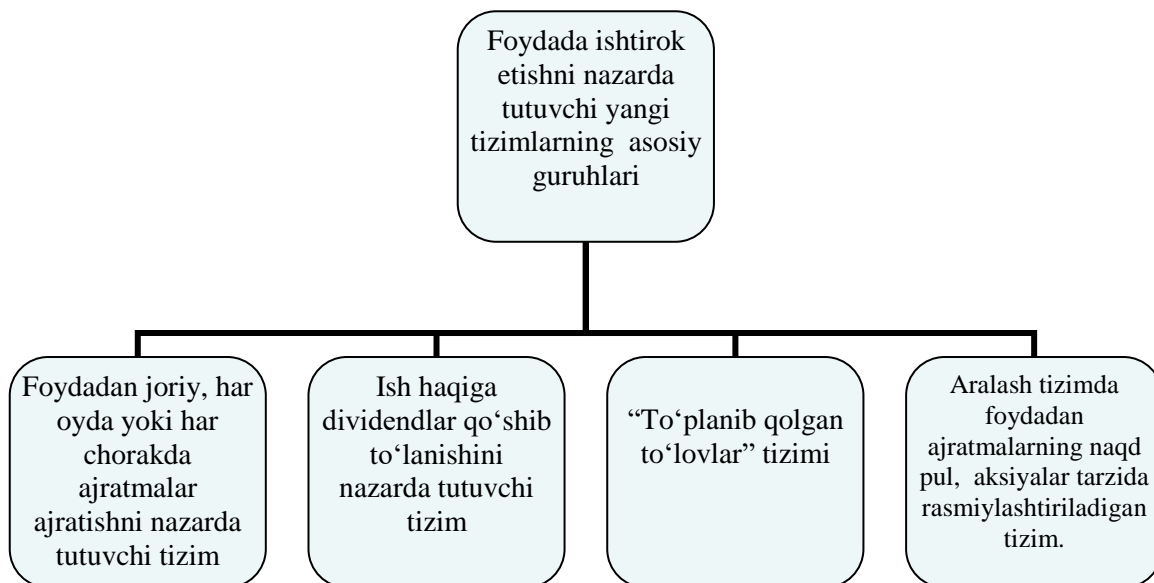 Foydada ishtirok
etishni nazarda
tutuvchi yangi
tizimlarning asosiy
guruhlari
Foydadan joriy, har
oyda yoki har
chorakda
ajratmalar
ajratishni nazarda
tutuvchi tizim
Ish haqiga
dividendlar qo‘shib
to‘lanishini
nazarda tutuvchi
tizim
“To‘planib qolgan
to‘lovlar” tizimi
Aralash tizimda
foydadan
ajratmalarning naqd
pul, aksiyalar tarzida
rasmiylashtiriladigan
tizim.